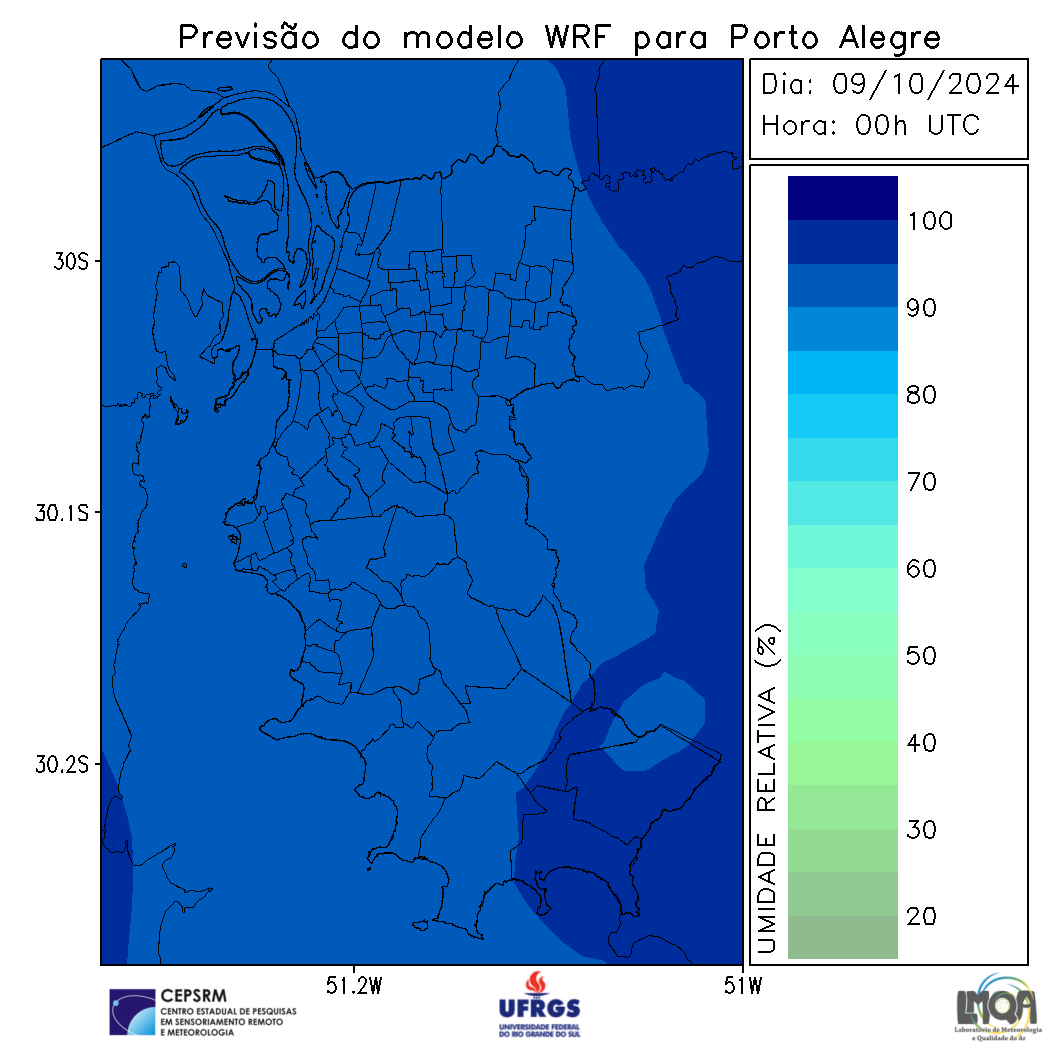 Previsão do modelo WRF para Porto Alegre
Dia: 09/10/2024
Hora: 00h UTC
30S
30.1S
30.2S
51.2W
51W
100
90
80
70
60
50
40
30
20
UMIDADE RELATIVA (%)
CEPSRM
CENTRO ESTADUAL DE PESQUISAS
EM SENSORIAMENTO REMOTO
E METEOROLOGIA
UFRGS
UNIVERSIDADE FEDERAL
DO RIO GRANDE DO SUL
LMQA
Laboratório de Meteorologia
e Qualidade do Ar